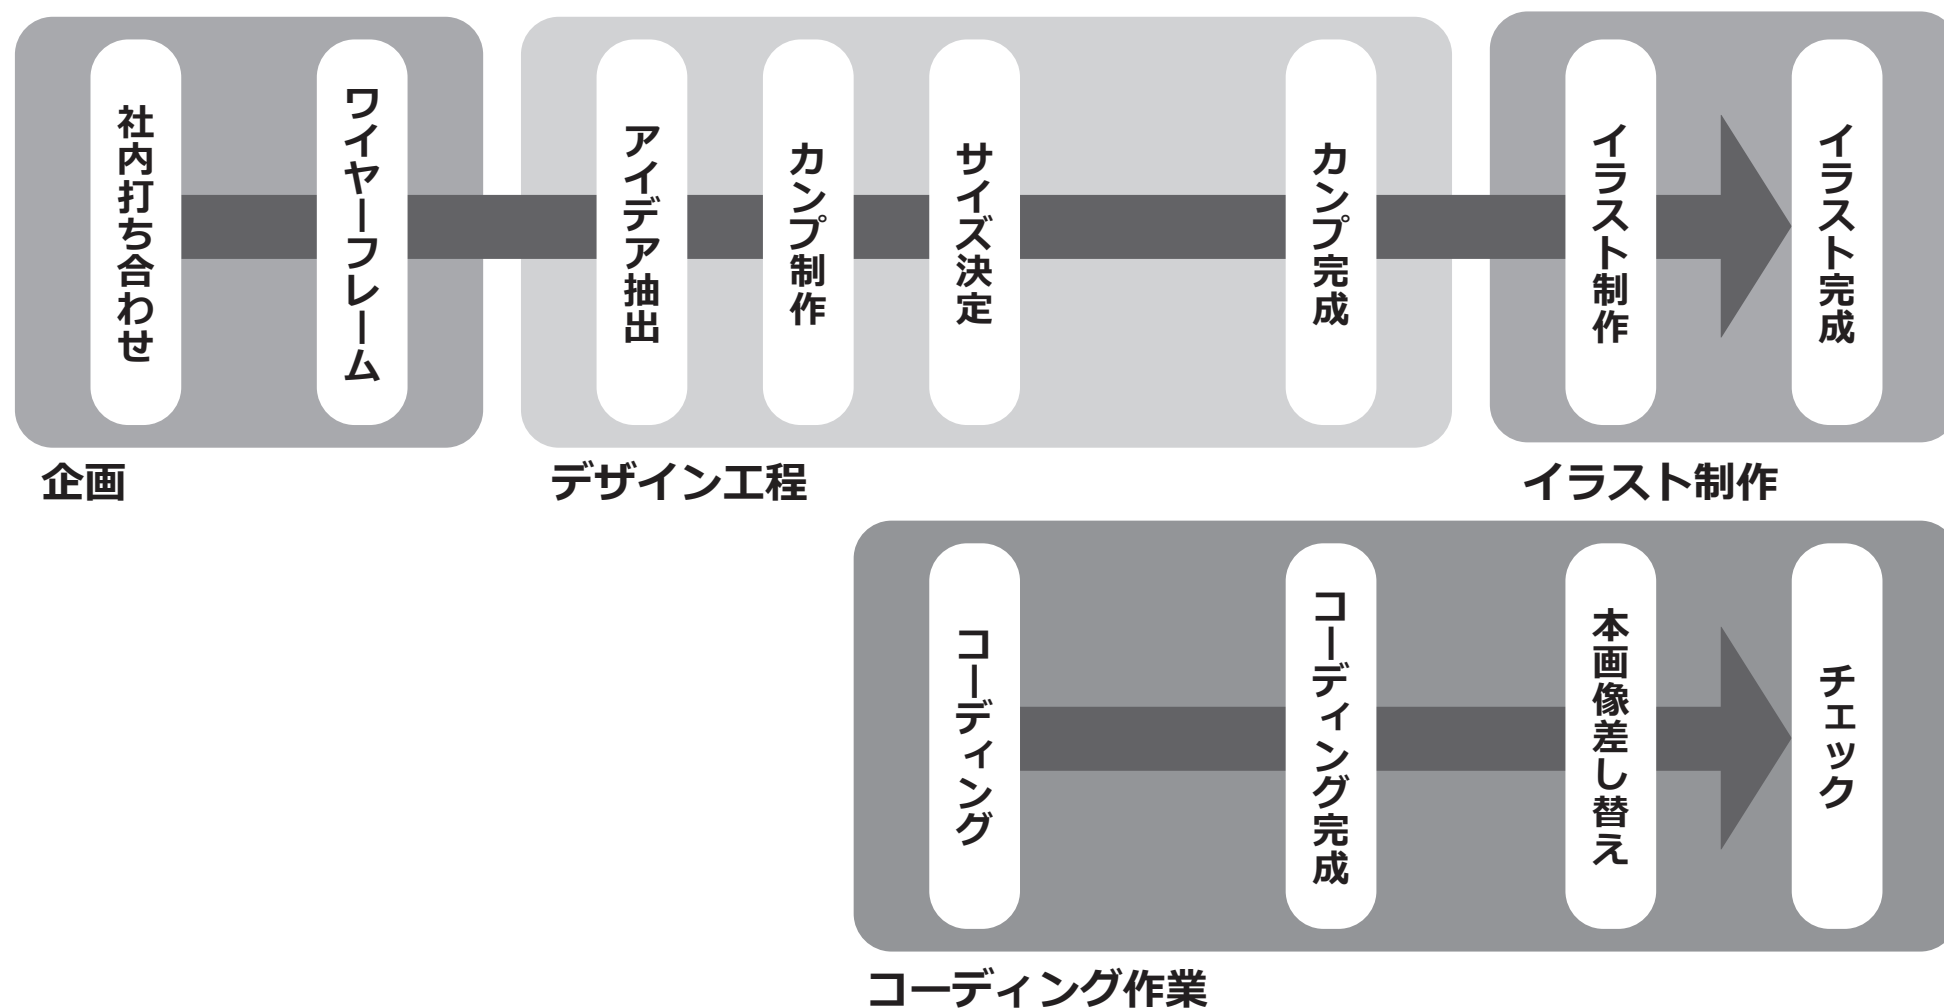 社内打ち合わせ
ワイヤーフレーム
アイデア抽出
カンプ制作
サイズ決定
カンプ完成
イラスト制作
イラスト完成
企画
デザイン工程
イラスト制作
コーディング
コーディング完成
本画像差し替え
チェック
コーディング作業